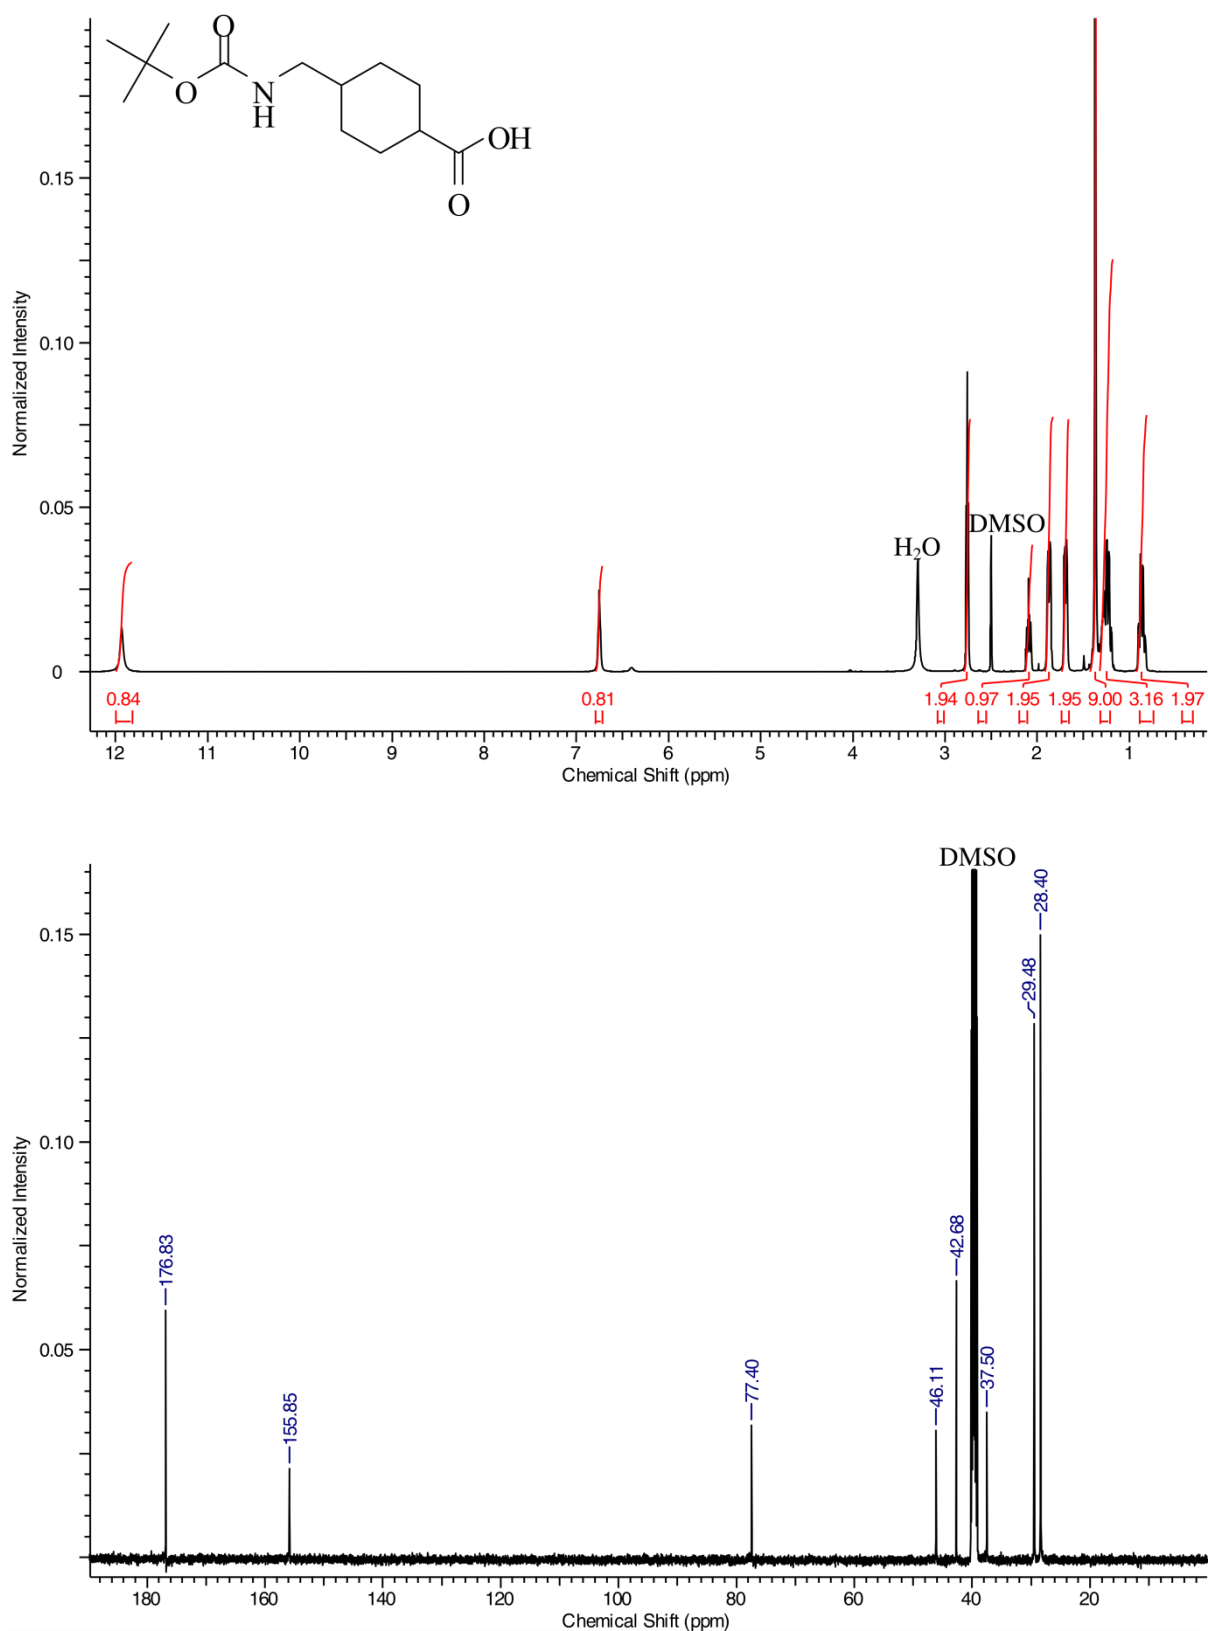 O
O
N
H
OH
O
Normalized Intensity
0.15
0.10
0.05
0
H₂O
DMSO
0.84
0.81
1.94 0.97 1.95 1.95 9.00 3.16 1.97
12 11 10 9 8 7 6 5 4 3 2 1
Chemical Shift (ppm)
DMSO
Normalized Intensity
0.15
0.10
0.05
176.83
155.85
77.40
46.11
42.68
37.50
29.48
28.40
180 160 140 120 100 80 60 40 20
Chemical Shift (ppm)